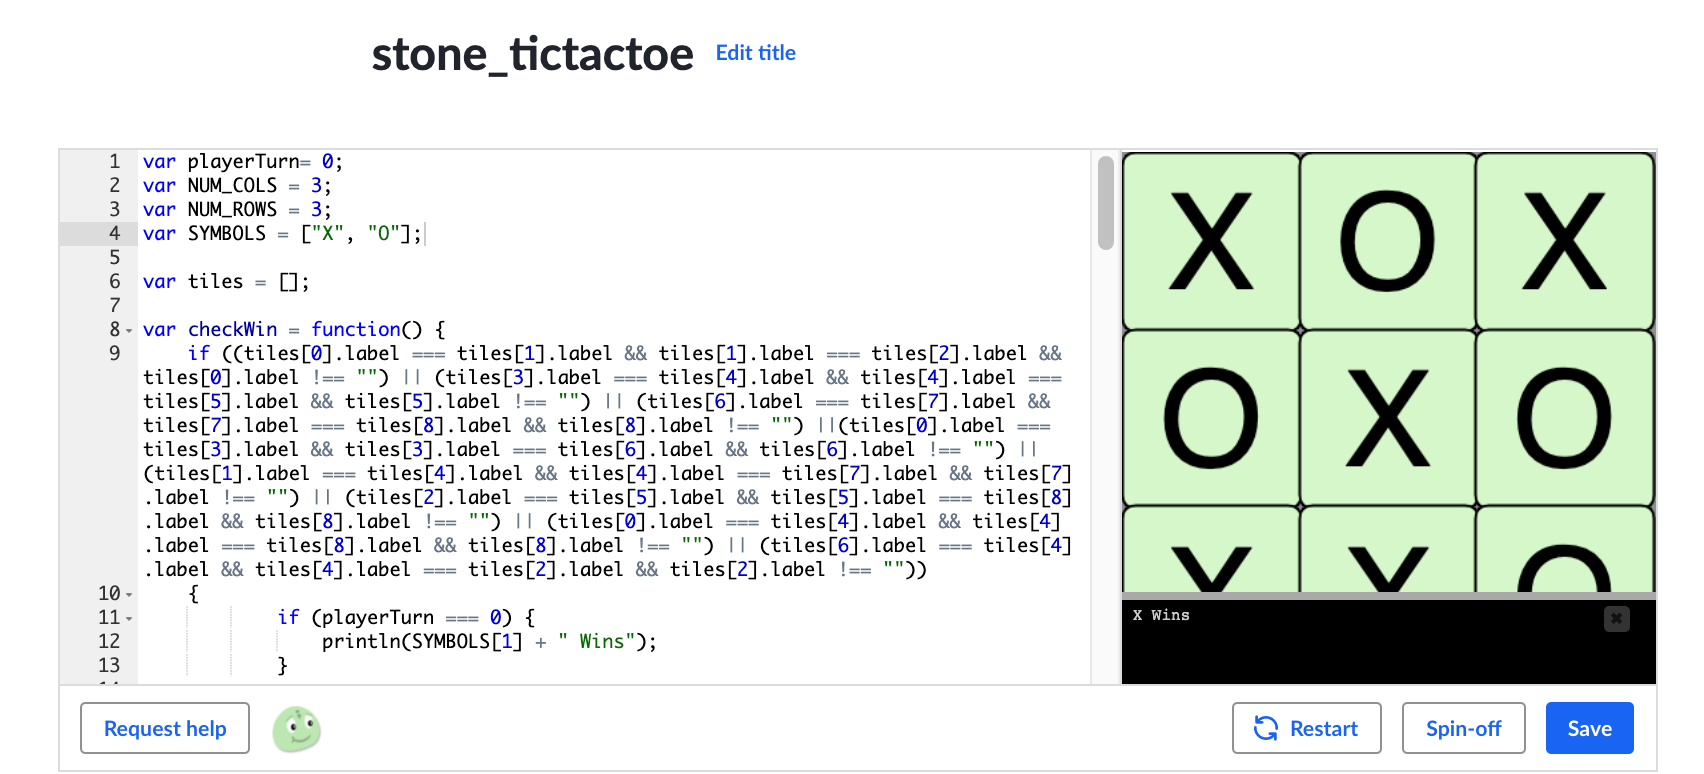 stone_tictactoe Edit title
1 var playerTurn= 0;
2 var NUM_COLS = 3;
3 var NUM_ROWS = 3;
4 var SYMBOLS = ["X", "O"];
5
6 var tiles = [];
7
8 var checkWin = function() {
9 if ((tiles[0].label === tiles[1].label && tiles[1].label === tiles[2].label &&
tiles[0].label !== "") || (tiles[3].label === tiles[4].label && tiles[4].label ===
tiles[5].label && tiles[5].label !== "") || (tiles[6].label === tiles[7].label &&
tiles[7].label === tiles[8].label && tiles[8].label !== "") ||(tiles[0].label ===
tiles[3].label && tiles[3].label === tiles[6].label && tiles[6].label !== "") ||
(tiles[1].label === tiles[4].label && tiles[4].label === tiles[7].label && tiles[7]
.label !== "") || (tiles[2].label === tiles[5].label && tiles[5].label === tiles[8]
.label && tiles[8].label !== "") || (tiles[0].label === tiles[4].label && tiles[4]
.label === tiles[8].label && tiles[8].label !== "") || (tiles[6].label === tiles[4]
.label && tiles[4].label === tiles[2].label && tiles[2].label !== ""))
10 {
11 if (playerTurn === 0) {
12 println(SYMBOLS[1] + " Wins");
13 }
X O X
O X O
X X O
X Wins
Request help
Restart
Spin-off
Save